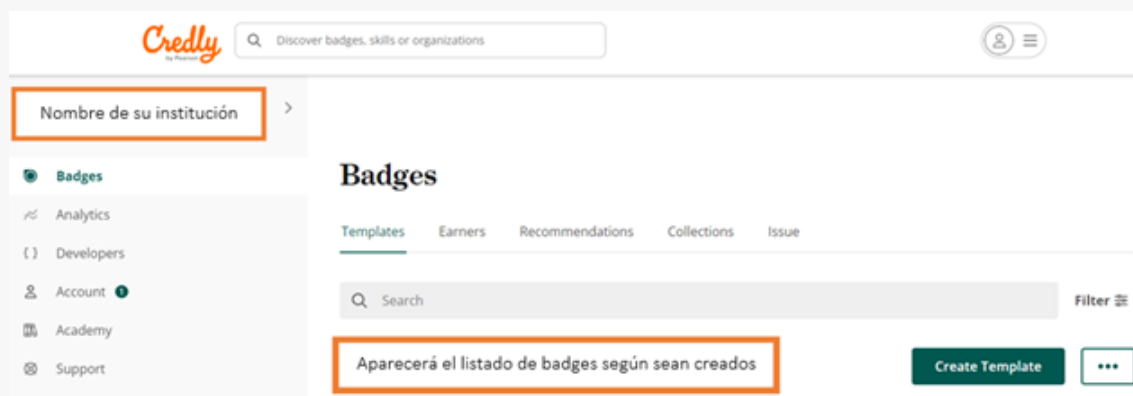 Credly
by Pearson
Discover badges, skills or organizations
Nombre de su institución
Badges
Analytics
Developers
Account 1
Academy
Support
Badges
Templates Earners Recommendations Collections Issue
Search
Filter
Aparecerá el listado de badges según sean creados
Create Template